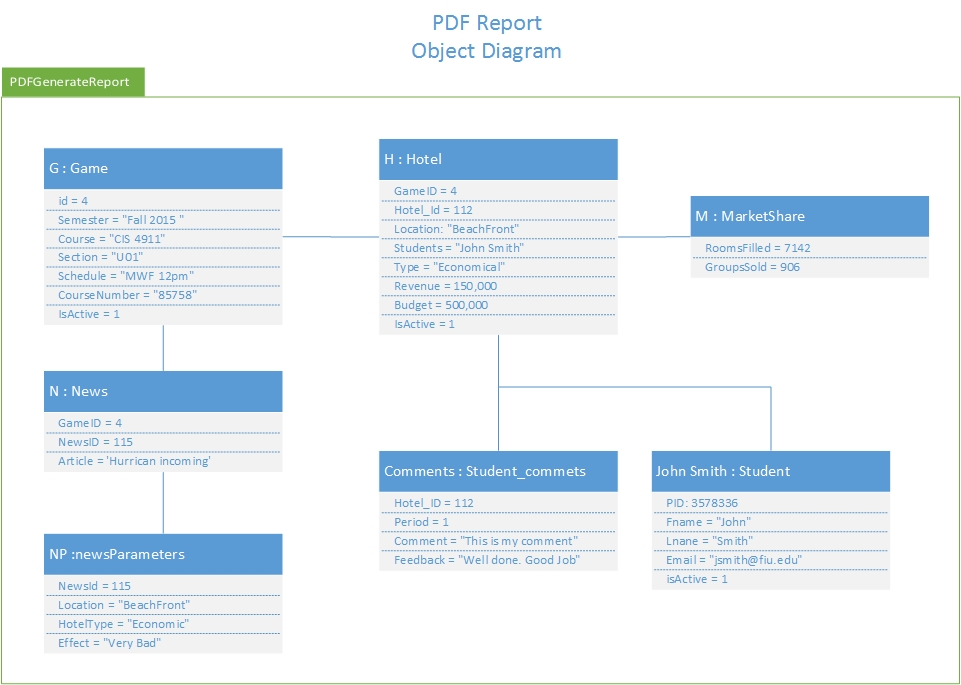 PDF Report
Object Diagram
PDFGenerateReport
G : Game
id = 4
Semester = "Fall 2015 "
Course = "CIS 4911"
Section = "U01"
Schedule = "MWF 12pm"
CourseNumber = "85758"
IsActive = 1
H : Hotel
GameID = 4
Hotel_Id = 112
Location: "BeachFront"
Students = "John Smith"
Type = "Economical"
Revenue = 150,000
Budget = 500,000
IsActive = 1
M : MarketShare
RoomsFilled = 7142
GroupsSold = 906
N : News
GameID = 4
NewsID = 115
Article = 'Hurrican incoming'
Comments : Student_commets
Hotel_ID = 112
Period = 1
Comment = "This is my comment"
Feedback = "Well done. Good Job"
John Smith : Student
PID: 3578336
Fname = "John"
Lnane = "Smith"
Email = "jsmith@fiu.edu"
isActive = 1
NP :newsParameters
NewsId = 115
Location = "BeachFront"
HotelType = "Economic"
Effect = "Very Bad"